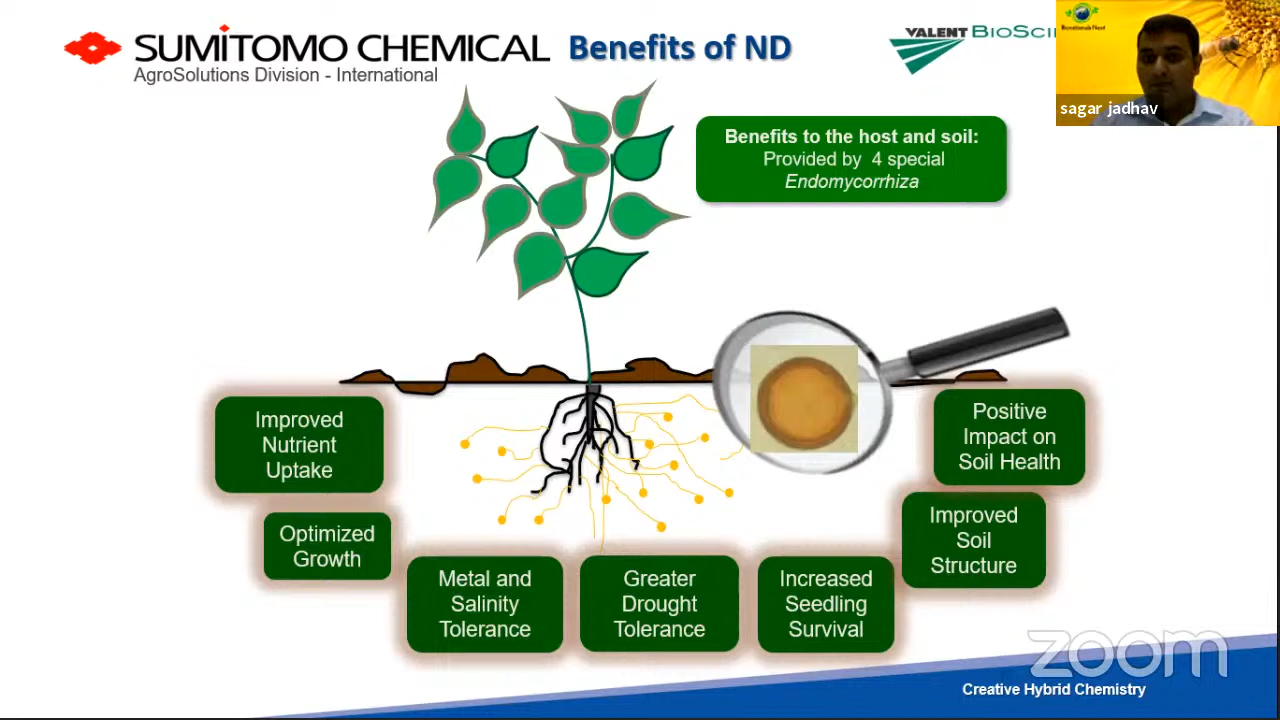 SUMITOMO CHEMICAL
AgroSolutions Division - International
Benefits of ND
VALENT BIOSCI
Biorationals Next
sagar jadhav
Benefits to the host and soil:
Provided by 4 special
Endomycorrhiza
Improved
Nutrient
Uptake
Optimized
Growth
Metal and
Salinity
Tolerance
Greater
Drought
Tolerance
Increased
Seedling
Survival
Improved
Soil
Structure
Positive
Impact on
Soil Health
zoom
Creative Hybrid Chemistry